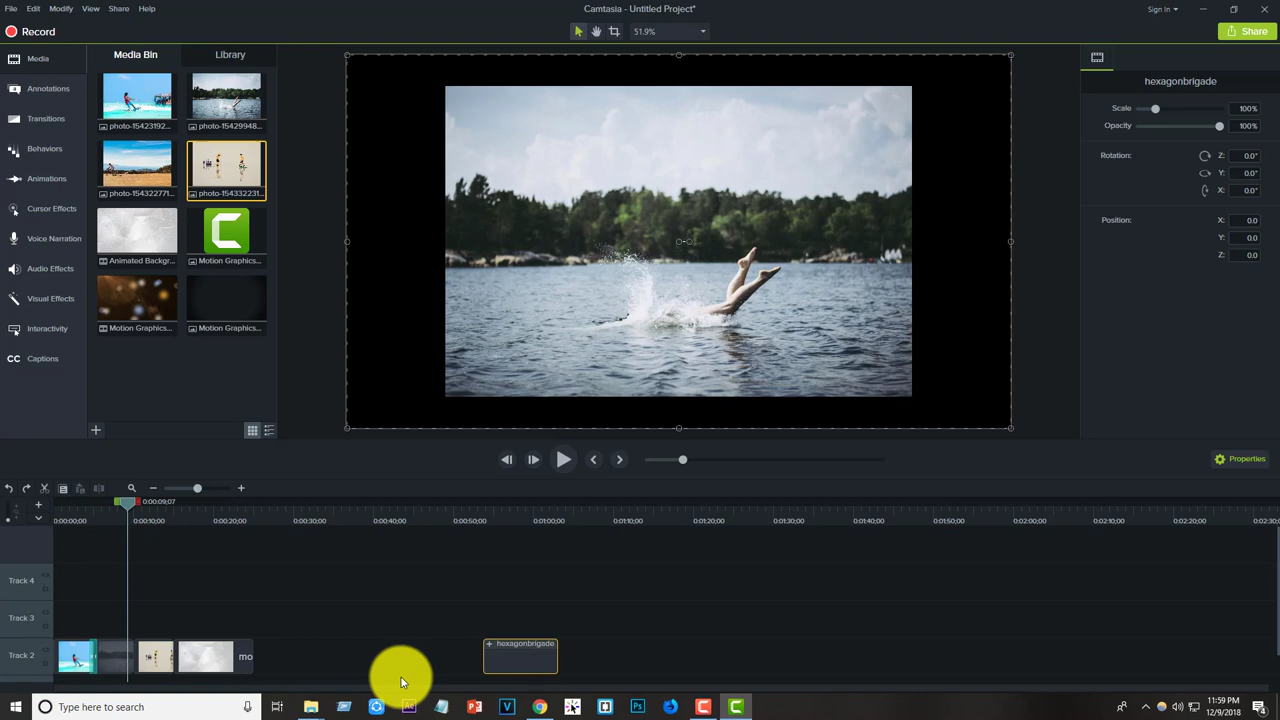 File Edit Modify View Share Help
Camtasia - Untitled Project*
Sign In
Record
51.9%
Share
Media
Annotations
Transitions
Behaviors
Animations
Cursor Effects
Voice Narration
Audio Effects
Visual Effects
Interactivity
CC Captions
Media Bin Library
photo-15423192... photo-15429948...
photo-154322771... photo-154332231...
Animated Backgr... Motion Graphics...
Motion Graphics... Motion Graphics...
hexagonbrigade
Scale 100%
Opacity 100%
Rotation: Z: 0.0°
Y: 0.0°
X: 0.0°
Position: X: 0.0
Y: 0.0
Z: 0.0
Properties
0:00:09;07
0:00:00;00 0:00:10;00 0:00:20;00 0:00:30;00 0:00:40;00 0:00:50;00 0:01:00;00 0:01:10;00 0:01:20;00 0:01:30;00 0:01:40;00 0:01:50;00 0:02:00;00 0:02:10;00 0:02:20;00 0:02:30;0
Track 4
Track 3
Track 2
mo
+ hexagonbrigade
Type here to search
Ae
V
Ps
11:59 PM
12/9/2018